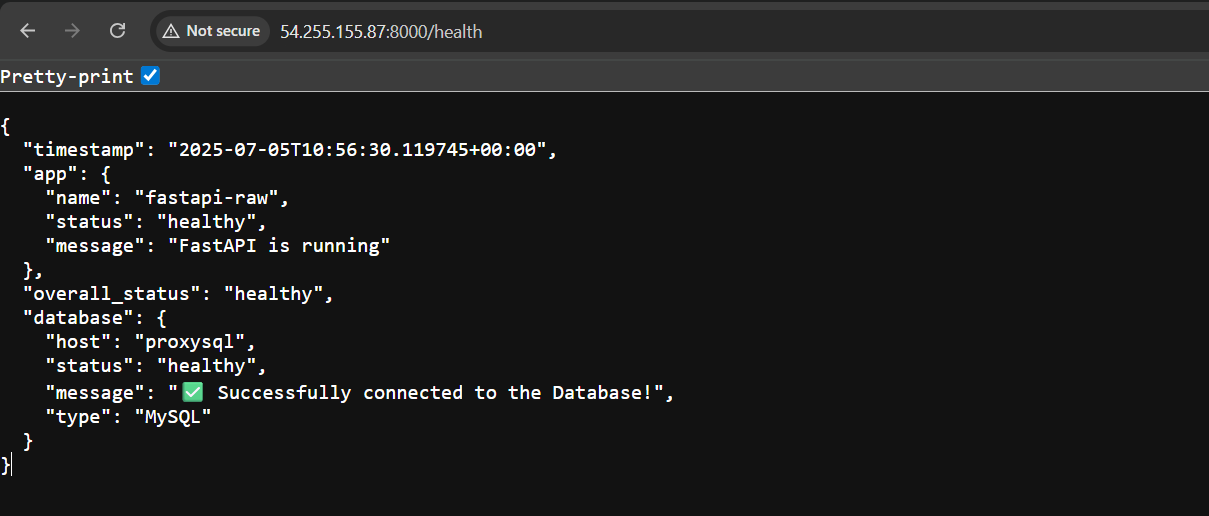 Not secure 54.255.155.87:8000/health
Pretty-print
{
  "timestamp": "2025-07-05T10:56:30.119745+00:00",
  "app": {
    "name": "fastapi-raw",
    "status": "healthy",
    "message": "FastAPI is running"
  },
  "overall_status": "healthy",
  "database": {
    "host": "proxysql",
    "status": "healthy",
    "message": "✅ Successfully connected to the Database!",
    "type": "MySQL"
  }
}